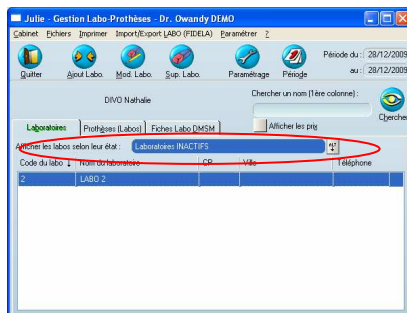 Julie - Gestion Labo-Prothèses - Dr. Owandy DEMO
Cabinet Fichiers Imprimer Import/Export LABO (FIDELA) Paramétrer ?
Quitter Ajout Labo. Mod. Labo. Sup. Labo. Paramétrage Période
Période du : 28/12/2009
au : 28/12/2009
DIVO Nathalie
Chercher un nom (1ère colonne) :
Chercher
Laboratoires Prothèses (Labos) Fiches Labo DMSM
Afficher les prix
Afficher les labos selon leur état : Laboratoires INACTIFS
Code du labo Nom du laboratoire CP Ville Téléphone
2 LABO 2